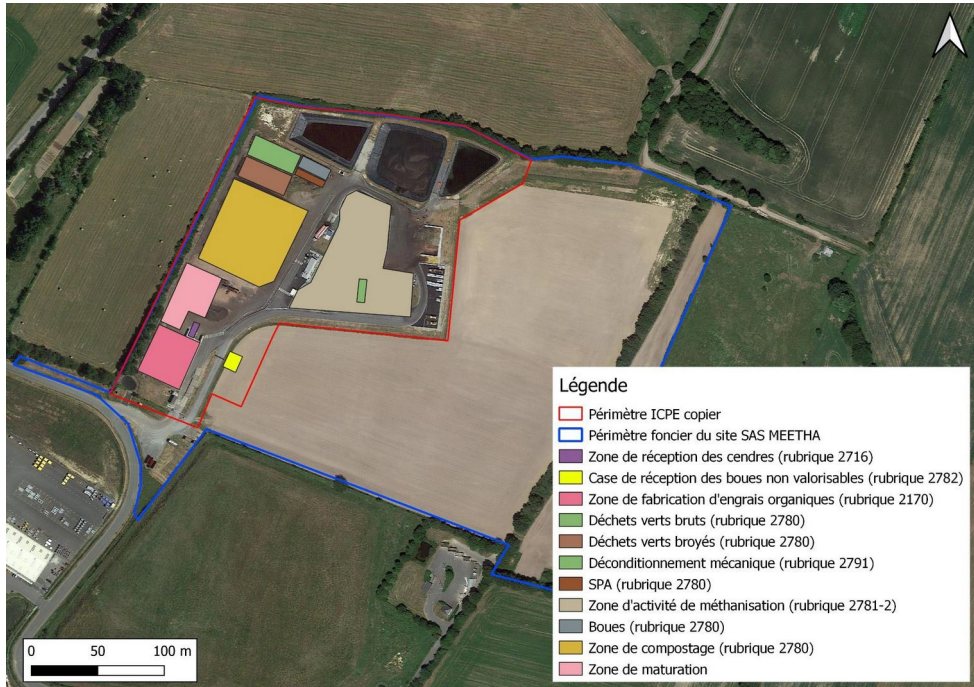 Légende
Périmètre ICPE copier
Périmètre foncier du site SAS MEETHA
Zone de réception des cendres (rubrique 2716)
Case de réception des boues non valorisables (rubrique 2782)
Zone de fabrication d'engrais organiques (rubrique 2170)
Déchets verts bruts (rubrique 2780)
Déchets verts broyés (rubrique 2780)
Déconditionnement mécanique (rubrique 2791)
SPA (rubrique 2780)
Zone d'activité de méthanisation (rubrique 2781-2)
Boues (rubrique 2780)
Zone de compostage (rubrique 2780)
Zone de maturation
0 50 100 m